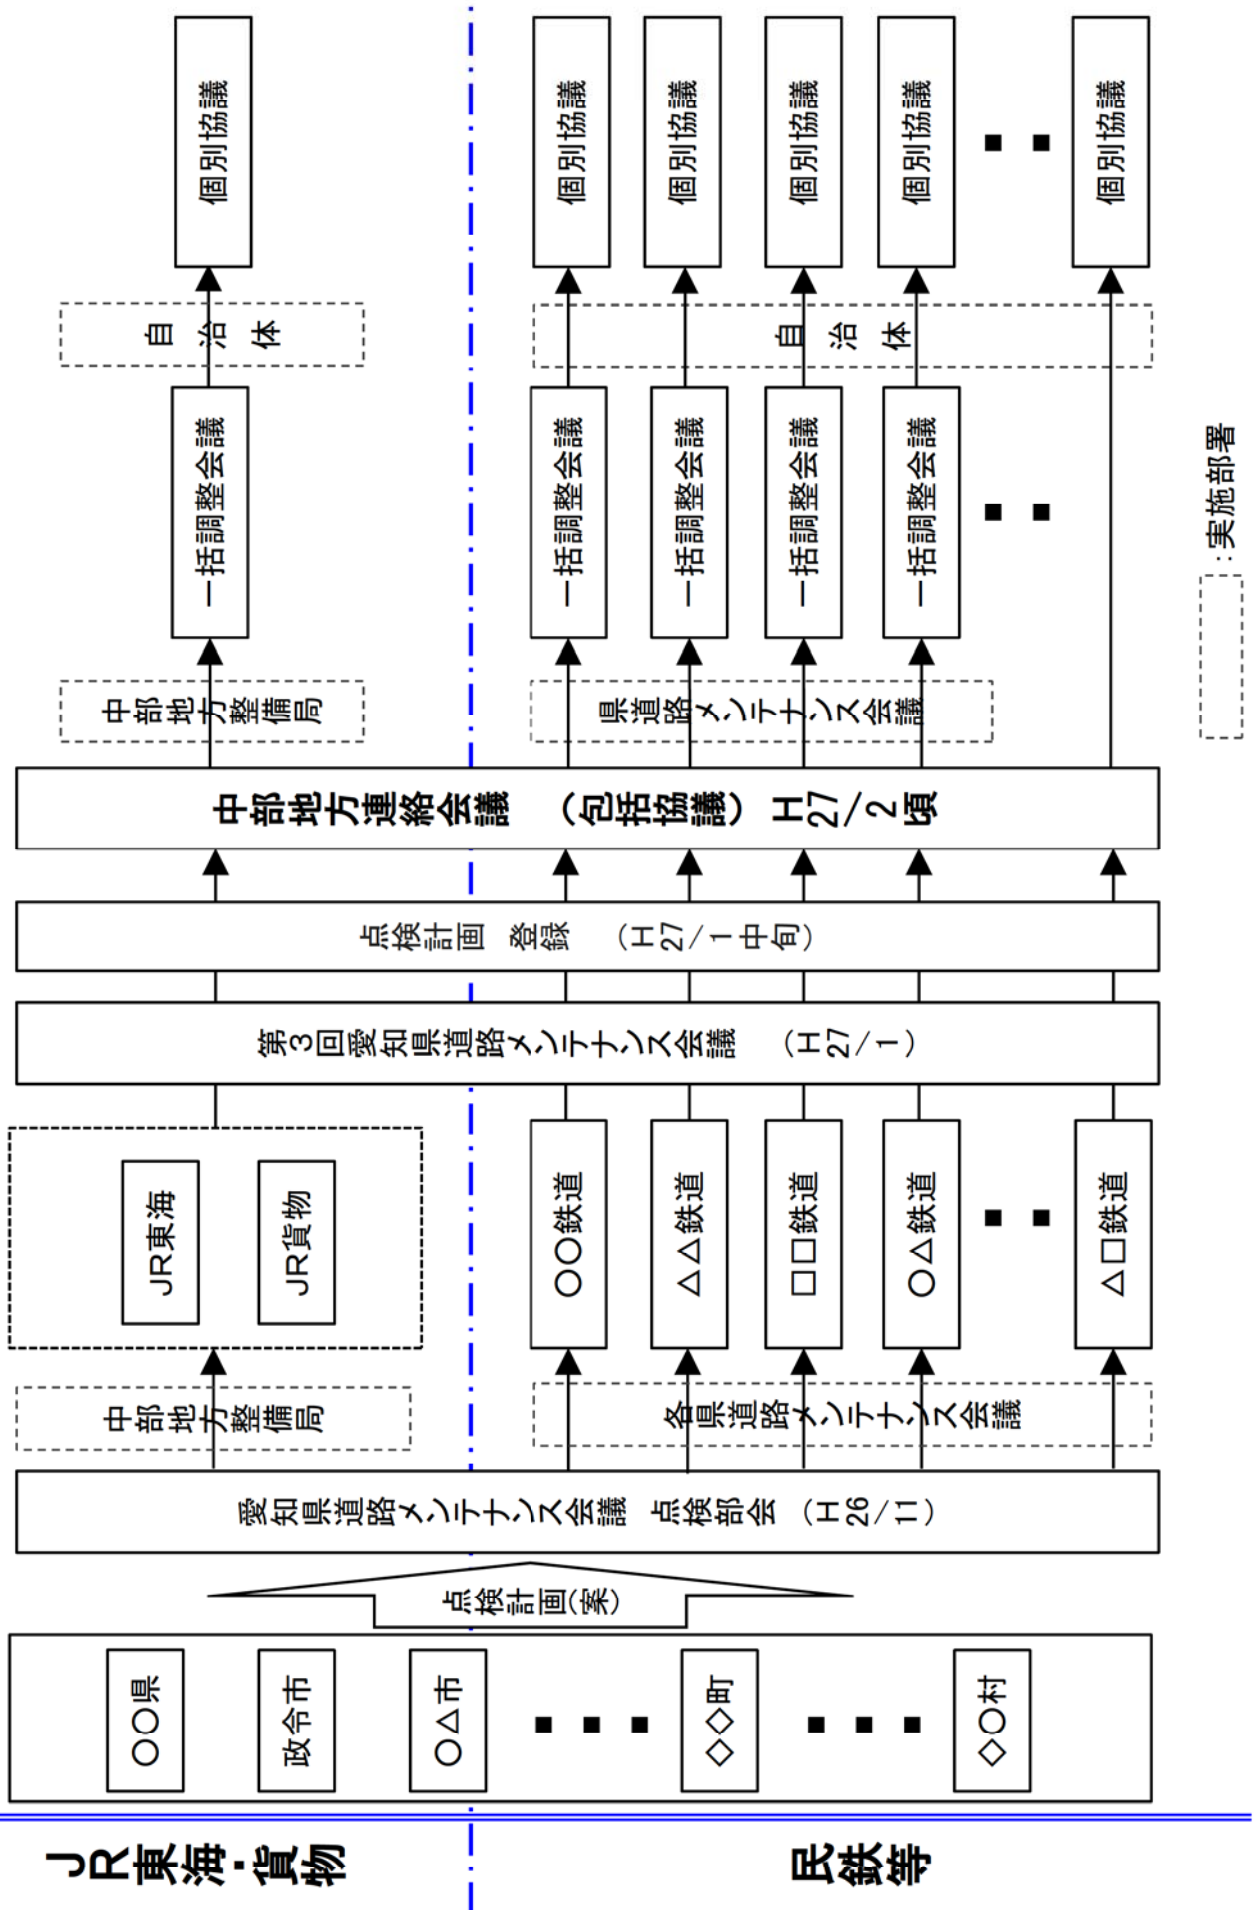 JR東海・貨物
民鉄等
〇〇県
政令市
〇△市
◇◇町
◇〇村
点検計画(案)
愛知県道路メンテナンス会議 点検部会 (H26/11)
中部地方整備局
各県道路メンテナンス会議
JR東海
JR貨物
〇〇鉄道
△△鉄道
□□鉄道
〇△鉄道
△□鉄道
第3回愛知県道路メンテナンス会議 (H27/1)
点検計画 登録 (H27/1中旬)
中部地方連絡会議 (包括協議) H27/2頃
中部地方整備局
県道路メンテナンス会議
一括調整会議
一括調整会議
一括調整会議
一括調整会議
一括調整会議
自治体
自治体
個別協議
個別協議
個別協議
個別協議
個別協議
個別協議
:実施部署